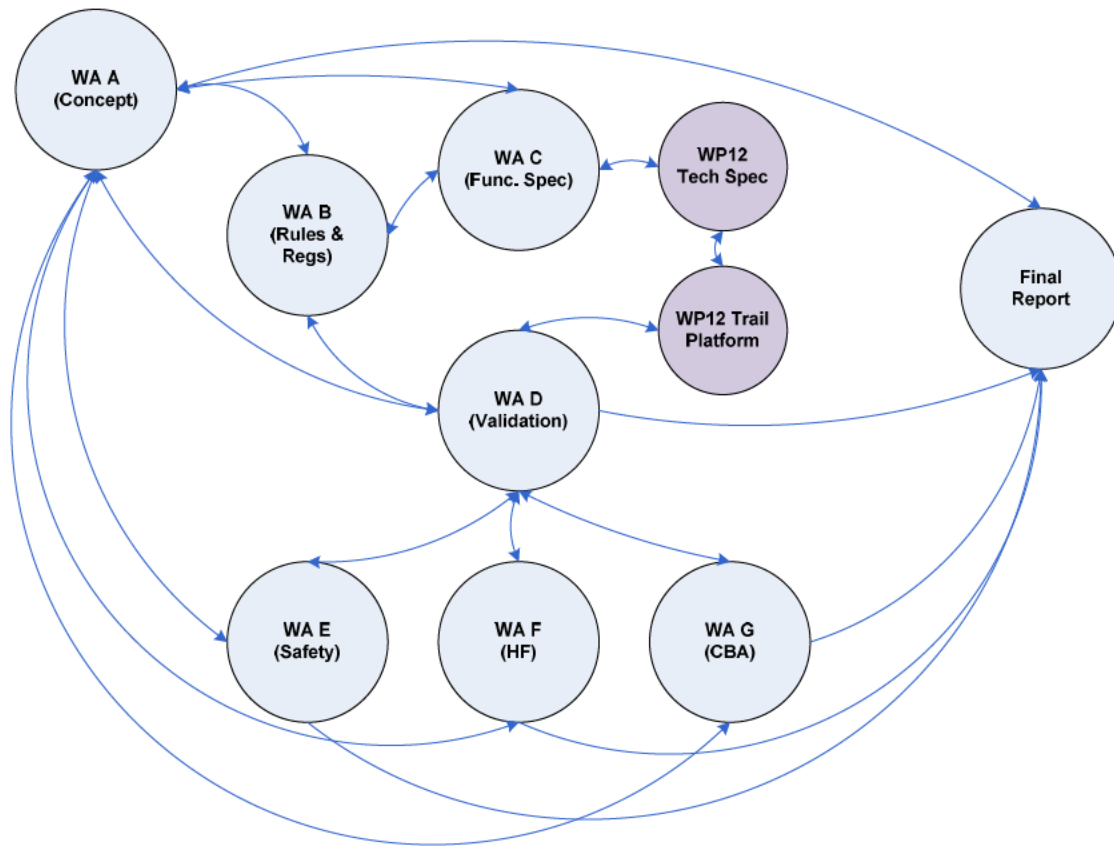 WA A
(Concept)
WA B
(Rules &
Regs)
WA C
(Func. Spec)
WP12
Tech Spec
Final
Report
WP12 Trail
Platform
WA D
(Validation)
WA E
(Safety)
WA F
(HF)
WA G
(CBA)